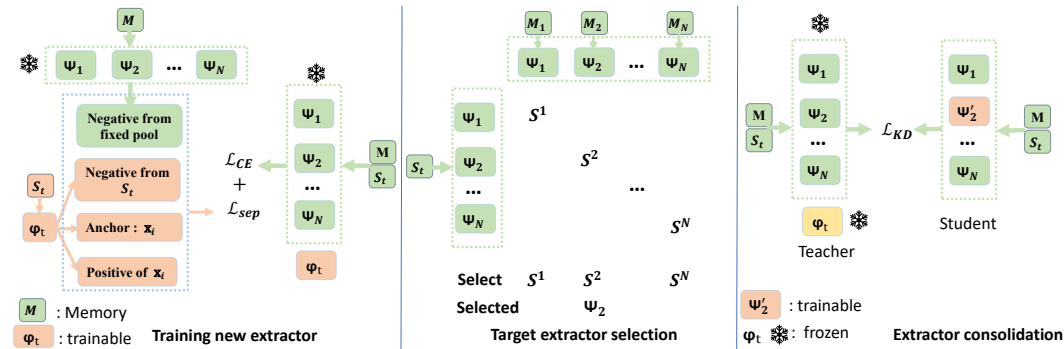 M
Ψ1 Ψ2 ... ΨN
Negative from
fixed pool
Negative from
St
St
φt
Anchor : xi
Positive of xi
ℒCE
+
ℒsep
Ψ1
Ψ2
...
ΨN
φt
M
St
M : Memory
φt : trainable
Training new extractor
M1 M2 MN
Ψ1 Ψ2 ... ΨN
St
Ψ1
Ψ2
...
ΨN
S1
S2
...
SN
Select S1 S2 SN
Selected Ψ2
Target extractor selection
M
St
Ψ1
Ψ2
...
ΨN
φt
Teacher
ℒKD
Ψ1
Ψ′2
...
ΨN
Student
M
St
Ψ′2 : trainable
φt : frozen
Extractor consolidation